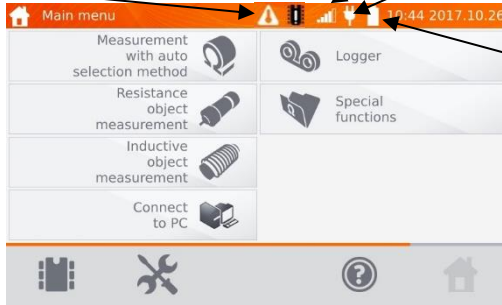 Main menu
10:44 2017.10.26
Measurement
with auto
selection method
Logger
Resistance
object
measurement
Special
functions
Inductive
object
measurement
Connect
to PC